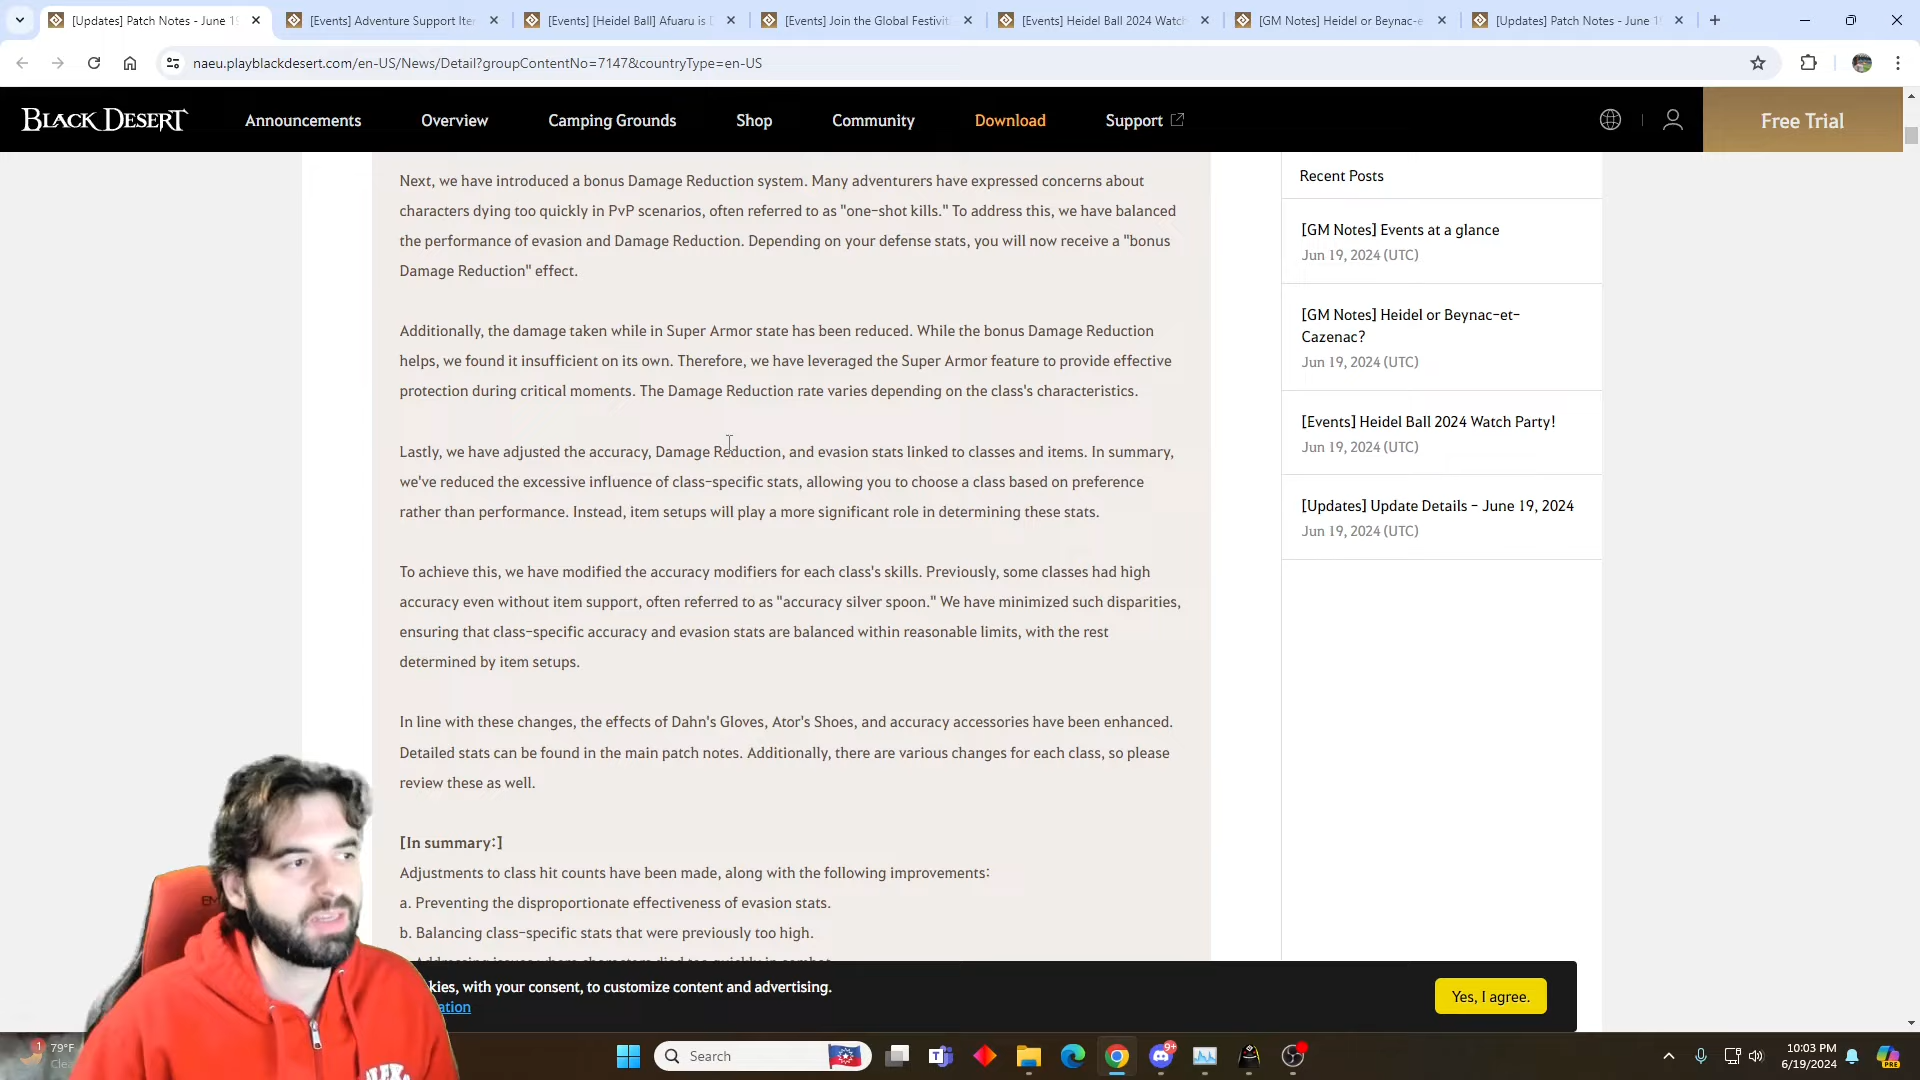 [Updates] Patch Notes - June 1
[Events] Adventure Support Ite
[Events] [Heidel Ball] Afuaru is
[Events] Join the Global Festivit
[Events] Heidel Ball 2024 Watch
[GM Notes] Heidel or Beynac-e
[Updates] Patch Notes - June 1
naeu.playblackdesert.com/en-US/News/Detail?groupContentNo=7147&countryType=en-US
BLACK DESERT
Announcements
Overview
Camping Grounds
Shop
Community
Download
Support
Free Trial
Next, we have introduced a bonus Damage Reduction system. Many adventurers have expressed concerns about
characters dying too quickly in PvP scenarios, often referred to as "one-shot kills." To address this, we have balanced
the performance of evasion and Damage Reduction. Depending on your defense stats, you will now receive a "bonus
Damage Reduction" effect.
Additionally, the damage taken while in Super Armor state has been reduced. While the bonus Damage Reduction
helps, we found it insufficient on its own. Therefore, we have leveraged the Super Armor feature to provide effective
protection during critical moments. The Damage Reduction rate varies depending on the class's characteristics.
Lastly, we have adjusted the accuracy, Damage Reduction, and evasion stats linked to classes and items. In summary,
we've reduced the excessive influence of class-specific stats, allowing you to choose a class based on preference
rather than performance. Instead, item setups will play a more significant role in determining these stats.
To achieve this, we have modified the accuracy modifiers for each class's skills. Previously, some classes had high
accuracy even without item support, often referred to as "accuracy silver spoon." We have minimized such disparities,
ensuring that class-specific accuracy and evasion stats are balanced within reasonable limits, with the rest
determined by item setups.
In line with these changes, the effects of Dahn's Gloves, Ator's Shoes, and accuracy accessories have been enhanced.
Detailed stats can be found in the main patch notes. Additionally, there are various changes for each class, so please
review these as well.
[In summary:]
Adjustments to class hit counts have been made, along with the following improvements:
a. Preventing the disproportionate effectiveness of evasion stats.
b. Balancing class-specific stats that were previously too high.
Recent Posts
[GM Notes] Events at a glance
Jun 19, 2024 (UTC)
[GM Notes] Heidel or Beynac-et-
Cazenac?
Jun 19, 2024 (UTC)
[Events] Heidel Ball 2024 Watch Party!
Jun 19, 2024 (UTC)
[Updates] Update Details - June 19, 2024
Jun 19, 2024 (UTC)
kies, with your consent, to customize content and advertising.
ation
Yes, I agree.
1
79°F
Search
9+
PRE
10:03 PM
6/19/2024